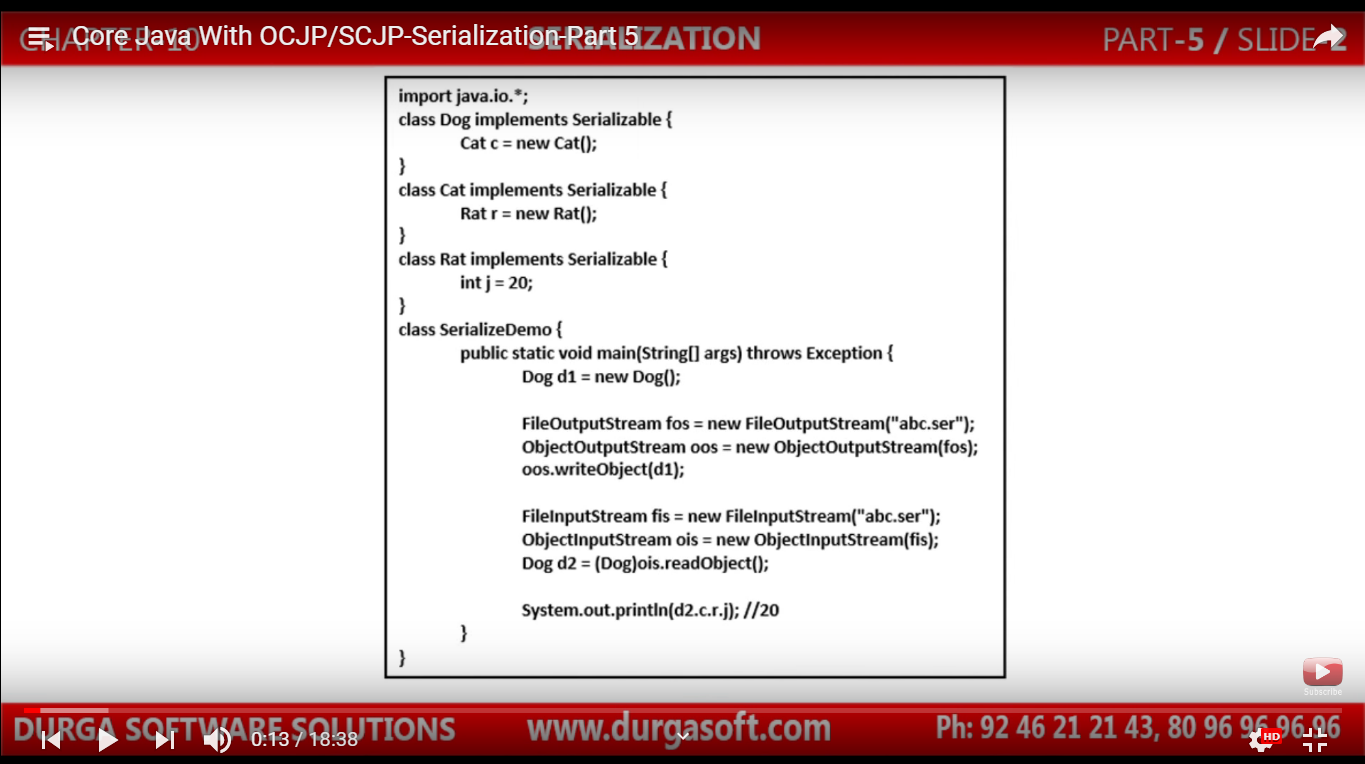 CHAPTER-10
Core Java With OCJP/SCJP-Serialization-Part 5
SERIALIZATION
PART-5 / SLIDE-2
import java.io.*;
class Dog implements Serializable {
Cat c = new Cat();
}
class Cat implements Serializable {
Rat r = new Rat();
}
class Rat implements Serializable {
int j = 20;
}
class SerializeDemo {
public static void main(String[] args) throws Exception {
Dog d1 = new Dog();
FileOutputStream fos = new FileOutputStream("abc.ser");
ObjectOutputStream oos = new ObjectOutputStream(fos);
oos.writeObject(d1);
FileInputStream fis = new FileInputStream("abc.ser");
ObjectInputStream ois = new ObjectInputStream(fis);
Dog d2 = (Dog)ois.readObject();
System.out.println(d2.c.r.j); //20
}
}
Subscribe
DURGA SOFTWARE SOLUTIONS
www.durgasoft.com
Ph: 92 46 21 21 43, 80 96 96 96 96
0:13 / 18:38
HD